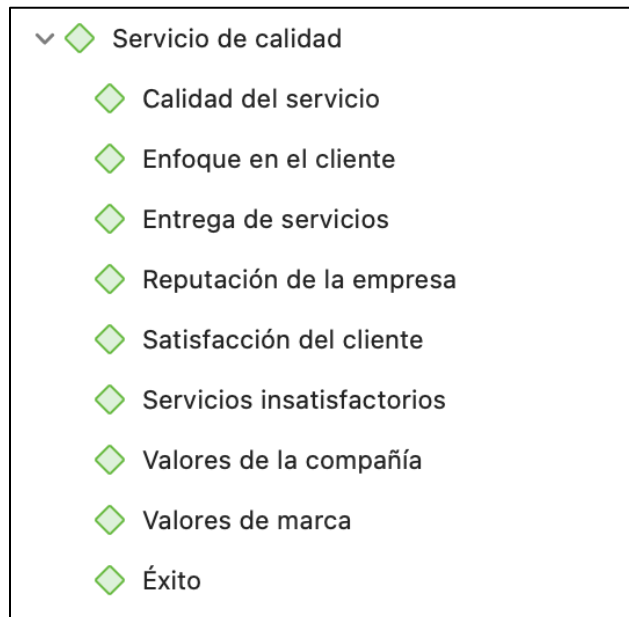 Servicio de calidad
Calidad del servicio
Enfoque en el cliente
Entrega de servicios
Reputación de la empresa
Satisfacción del cliente
Servicios insatisfactorios
Valores de la compañía
Valores de marca
Éxito